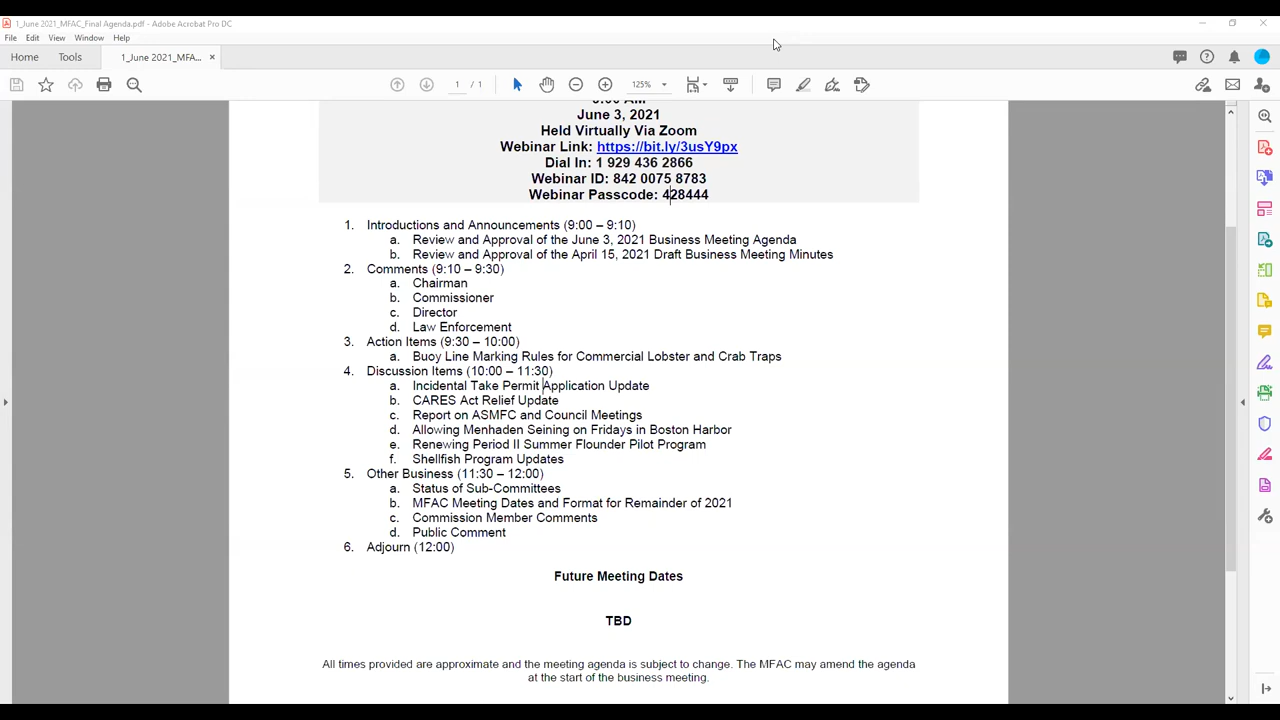 1_June 2021_MFAC_Final Agenda.pdf - Adobe Acrobat Pro DC
File Edit View Window Help
Home Tools 1_June 2021_MFA... ×
1 / 1 125%
June 3, 2021
Held Virtually Via Zoom
Webinar Link: https://bit.ly/3usY9px
Dial In: 1 929 436 2866
Webinar ID: 842 0075 8783
Webinar Passcode: 428444
1. Introductions and Announcements (9:00 – 9:10)
a. Review and Approval of the June 3, 2021 Business Meeting Agenda
b. Review and Approval of the April 15, 2021 Draft Business Meeting Minutes
2. Comments (9:10 – 9:30)
a. Chairman
b. Commissioner
c. Director
d. Law Enforcement
3. Action Items (9:30 – 10:00)
a. Buoy Line Marking Rules for Commercial Lobster and Crab Traps
4. Discussion Items (10:00 – 11:30)
a. Incidental Take Permit Application Update
b. CARES Act Relief Update
c. Report on ASMFC and Council Meetings
d. Allowing Menhaden Seining on Fridays in Boston Harbor
e. Renewing Period II Summer Flounder Pilot Program
f. Shellfish Program Updates
5. Other Business (11:30 – 12:00)
a. Status of Sub-Committees
b. MFAC Meeting Dates and Format for Remainder of 2021
c. Commission Member Comments
d. Public Comment
6. Adjourn (12:00)
Future Meeting Dates
TBD
All times provided are approximate and the meeting agenda is subject to change. The MFAC may amend the agenda
at the start of the business meeting.